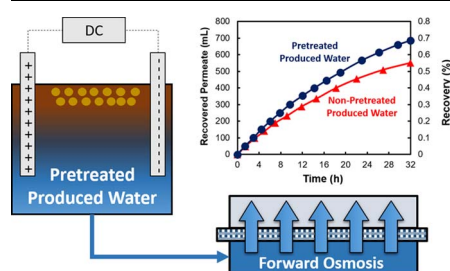 DC
+ + + + + + + + +
- - - - - - - - -
Pretreated
Produced Water
Recovered Permeate (mL)
800
700
600
500
400
300
200
100
0
Pretreated
Produced Water
Non-Pretreated
Produced Water
0.8
0.7
0.6
0.5
0.4
0.3
0.2
0.1
0
Recovery (%)
0 4 8 12 16 20 24 28 32
Time (h)
Forward Osmosis